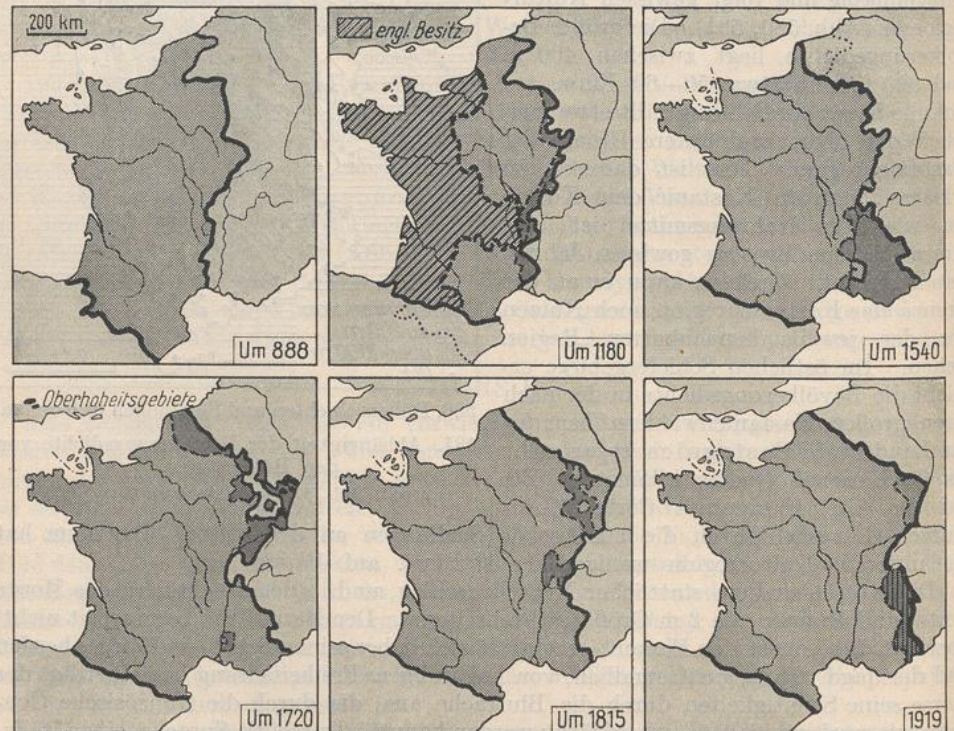 200 km
engl. Besitz
Um 888
Um 1180
Um 1540
Oberhoheitsgebiete
Um 1720
Um 1815
1919